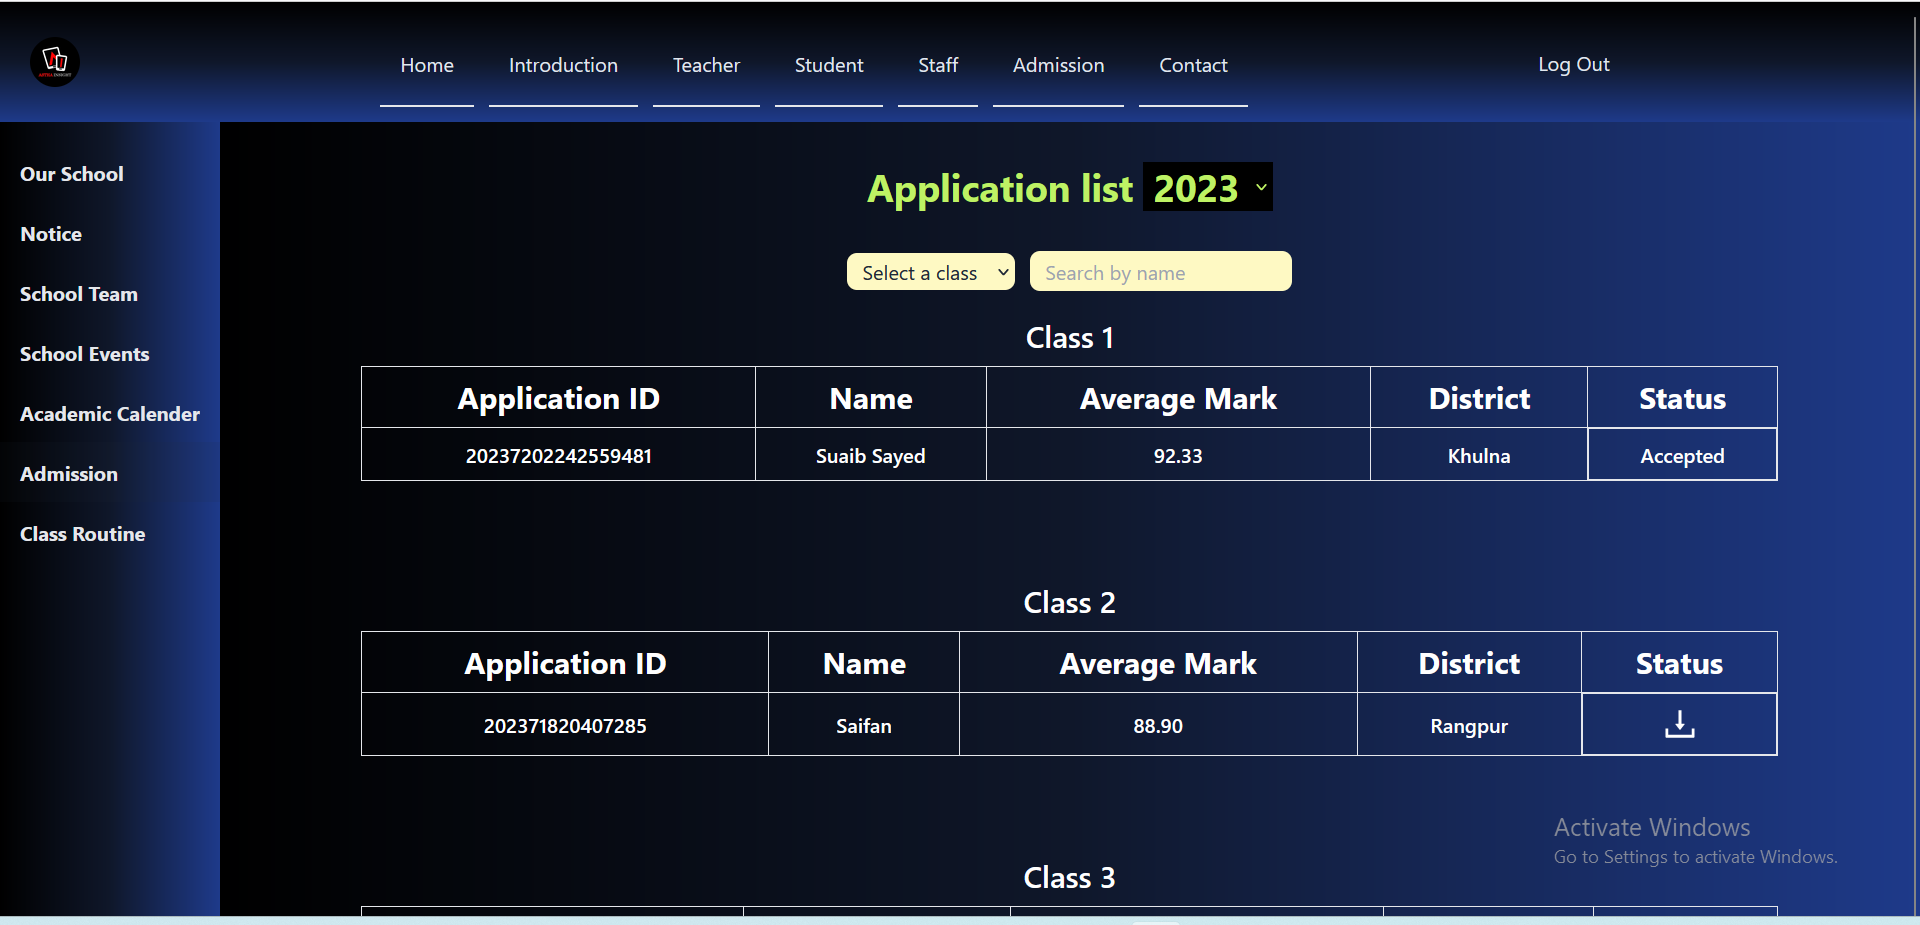 Home Introduction Teacher Student Staff Admission Contact Log Out
Our School
Notice
School Team
School Events
Academic Calender
Admission
Class Routine
Application list 2023
Select a class Search by name
Class 1
Application ID Name Average Mark District Status
20237202242559481 Suaib Sayed 92.33 Khulna Accepted
Class 2
Application ID Name Average Mark District Status
202371820407285 Saifan 88.90 Rangpur
Class 3
Activate Windows
Go to Settings to activate Windows.